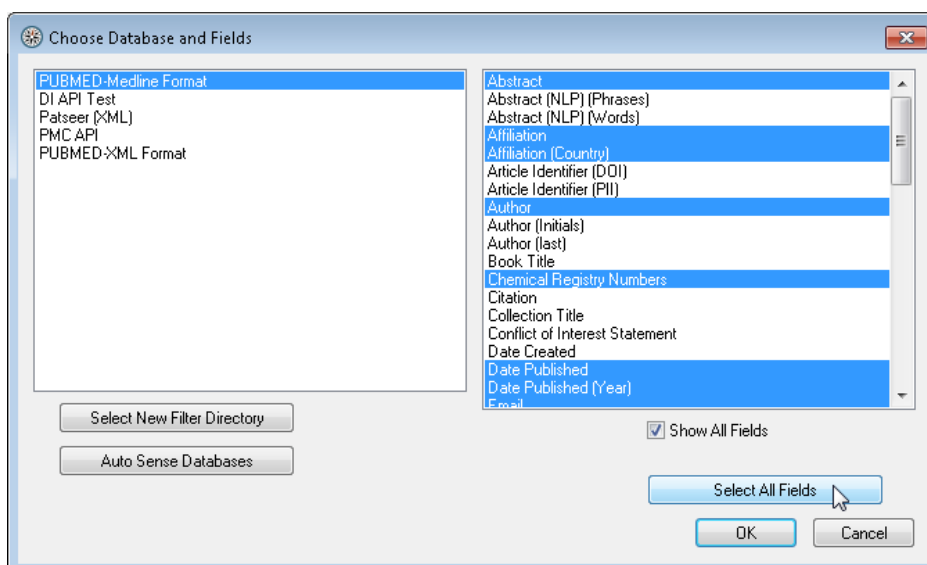 Choose Database and Fields
PUBMED-Medline Format
DI API Test
Patseer (XML)
PMC API
PUBMED-XML Format
Abstract
Abstract (NLP) (Phrases)
Abstract (NLP) (Words)
Affiliation
Affiliation (Country)
Article Identifier (DOI)
Article Identifier (PII)
Author
Author (Initials)
Author (last)
Book Title
Chemical Registry Numbers
Citation
Collection Title
Conflict of Interest Statement
Date Created
Date Published
Date Published (Year)
Email
Select New Filter Directory
Auto Sense Databases
Show All Fields
Select All Fields
OK
Cancel